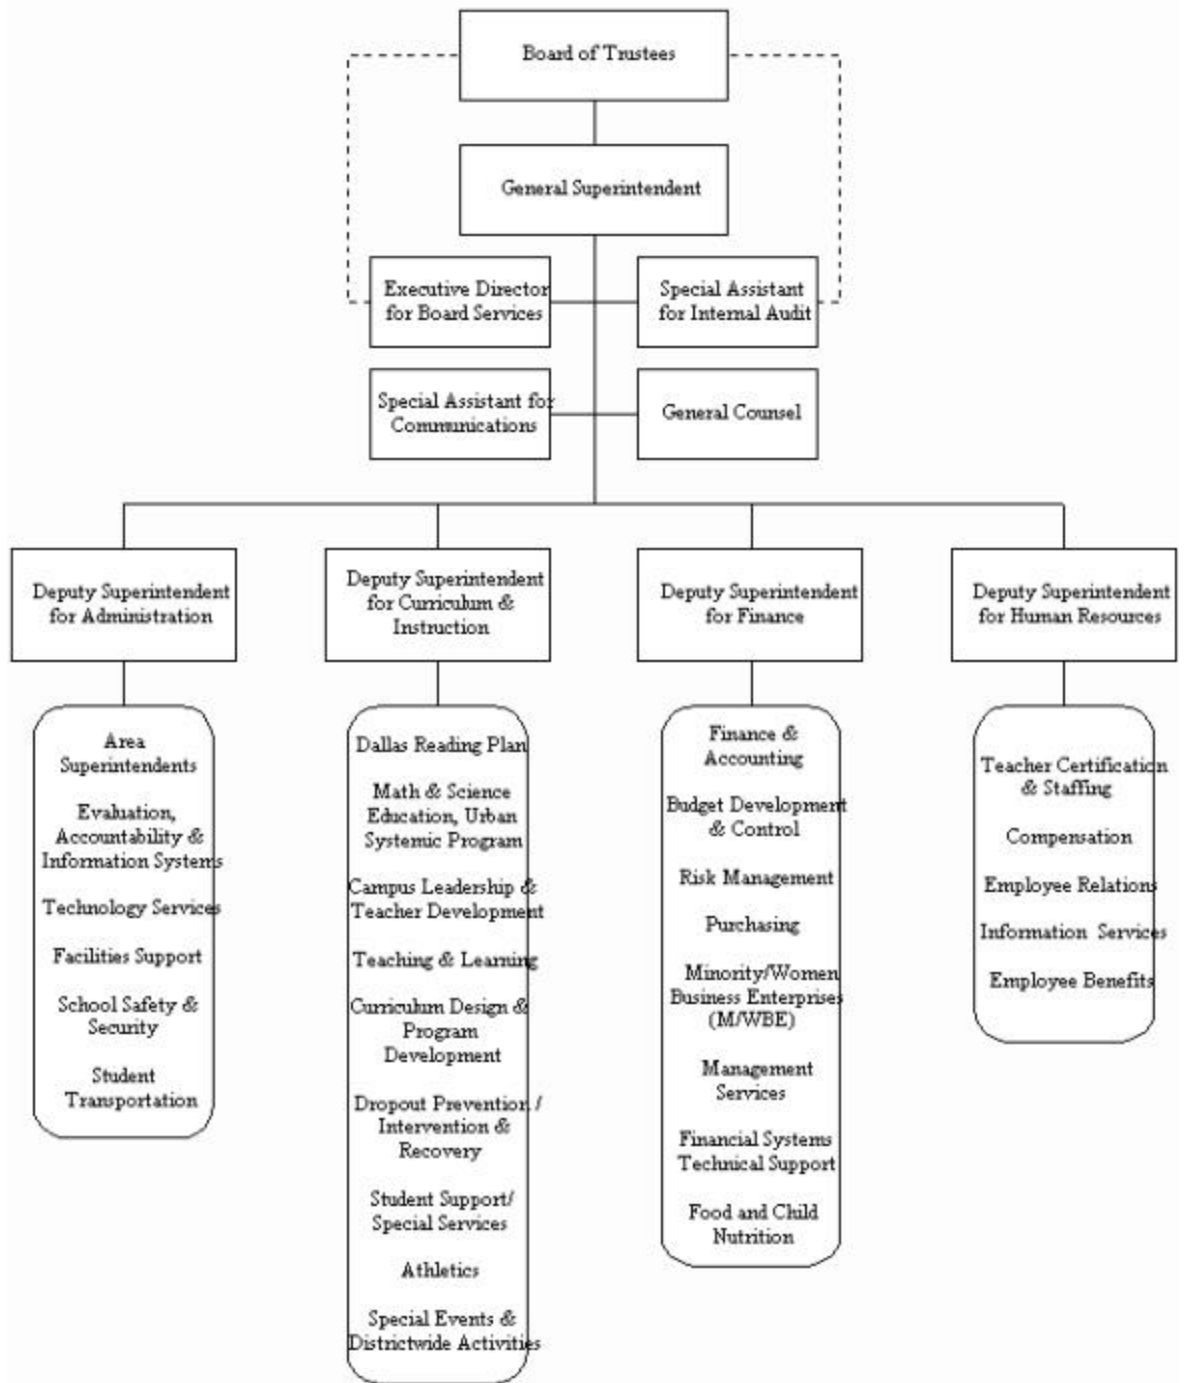 Board of Trustees
General Superintendent
Executive Director
for Board Services
Special Assistant
for Internal Audit
Special Assistant for
Communications
General Counsel
Deputy Superintendent
for Administration
Deputy Superintendent
for Curriculum &
Instruction
Deputy Superintendent
for Finance
Deputy Superintendent
for Human Resources
Area
Superintendents
Evaluation,
Accountability &
Information Systems
Technology Services
Facilities Support
School Safety &
Security
Student
Transportation
Dallas Reading Plan
Math & Science
Education, Urban
Systemic Program
Campus Leadership &
Teacher Development
Teaching & Learning
Curriculum Design &
Program
Development
Dropout Prevention /
Intervention &
Recovery
Student Support/
Special Services
Athletics
Special Events &
Districtwide Activities
Finance &
Accounting
Budget Development
& Control
Risk Management
Purchasing
Minority/Women
Business Enterprises
(M/WBE)
Management
Services
Financial Systems
Technical Support
Food and Child
Nutrition
Teacher Certification
& Staffing
Compensation
Employee Relations
Information Services
Employee Benefits